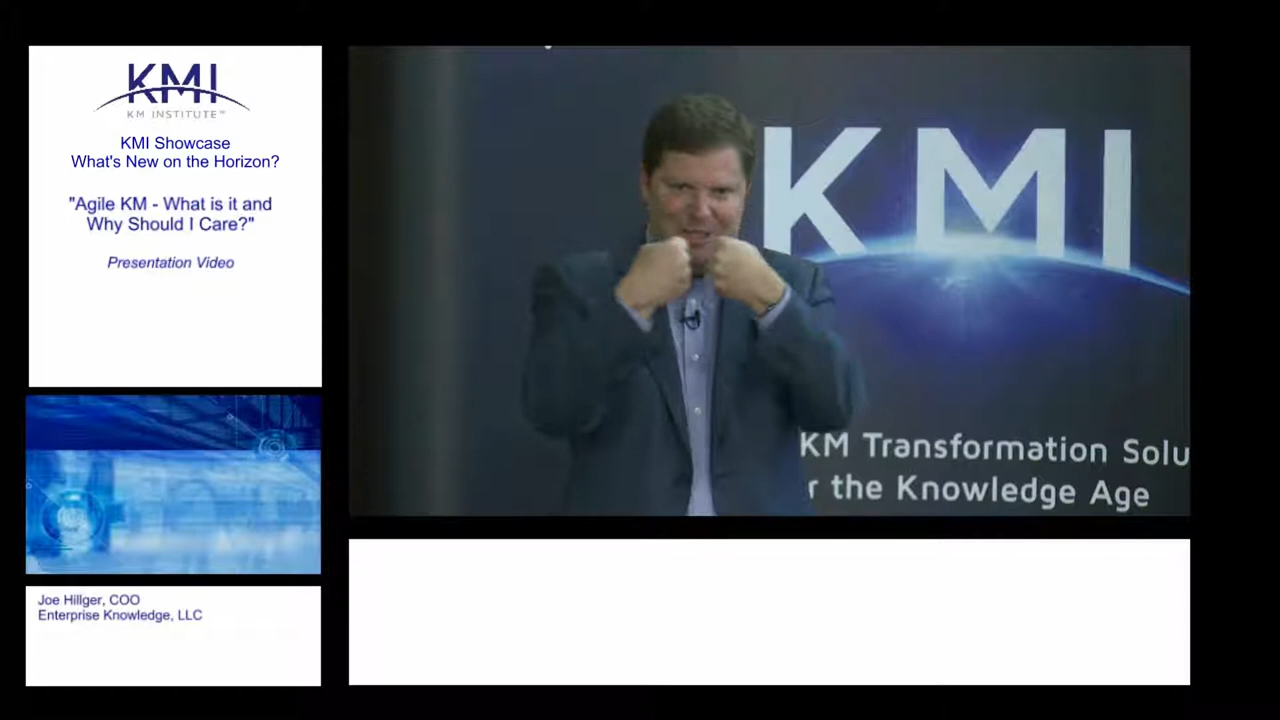 KMI
KM INSTITUTE™
KMI Showcase
What's New on the Horizon?
"Agile KM - What is it and
Why Should I Care?"
Presentation Video
KMI
KM Transformation Solu
r the Knowledge Age
Joe Hillger, COO
Enterprise Knowledge, LLC